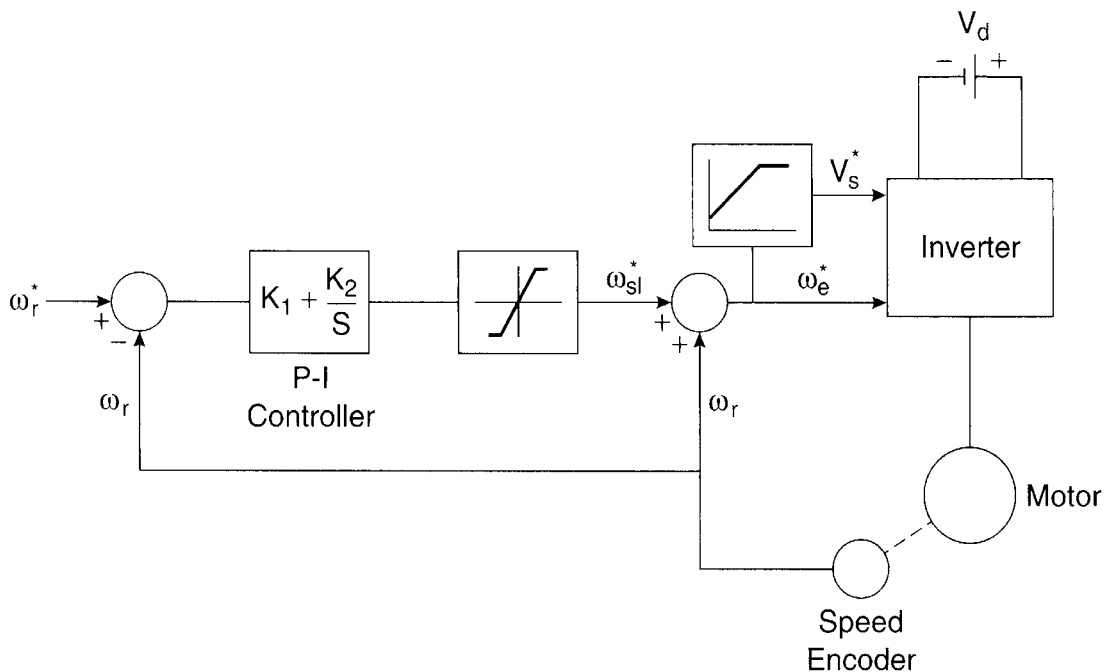 V_d
− +
V_s^*
Inverter
ω_r^*
+
−
K_1 + K_2/S
ω_sl^*
+
+
ω_e^*
P-I
Controller
ω_r
ω_r
Motor
Speed
Encoder